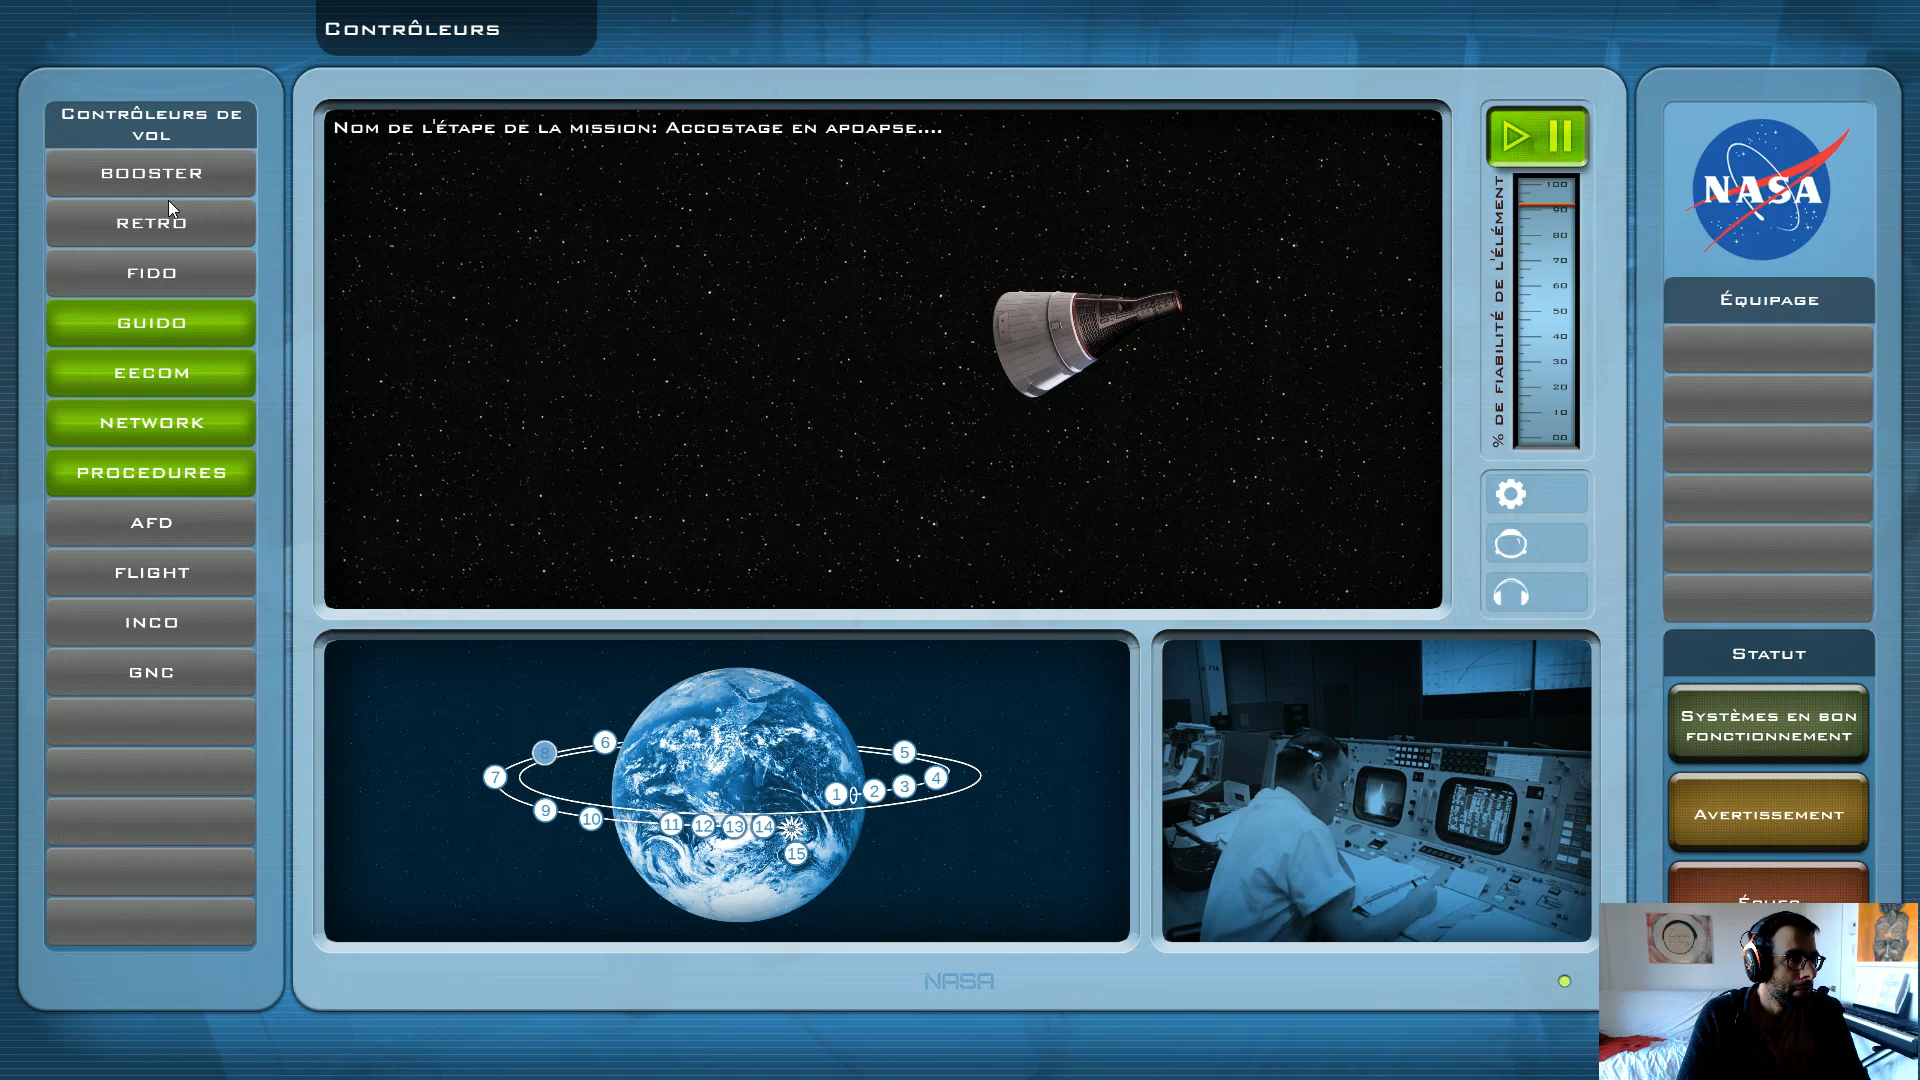 Contrôleurs
Contrôleurs de
vol
BOOSTER
RETRO
FIDO
GUIDO
EECOM
NETWORK
PROCEDURES
AFD
FLIGHT
INCO
GNC
Nom de l'étape de la mission: Accostage en apoapse....
% de fiabilité de l'élément
100
90
80
70
60
50
40
30
20
10
00
NASA
Équipage
Statut
Systèmes en bon
fonctionnement
Avertissement
6
8
5
7
4
3
2
1
9
10
11
12
13
14
15
NASA